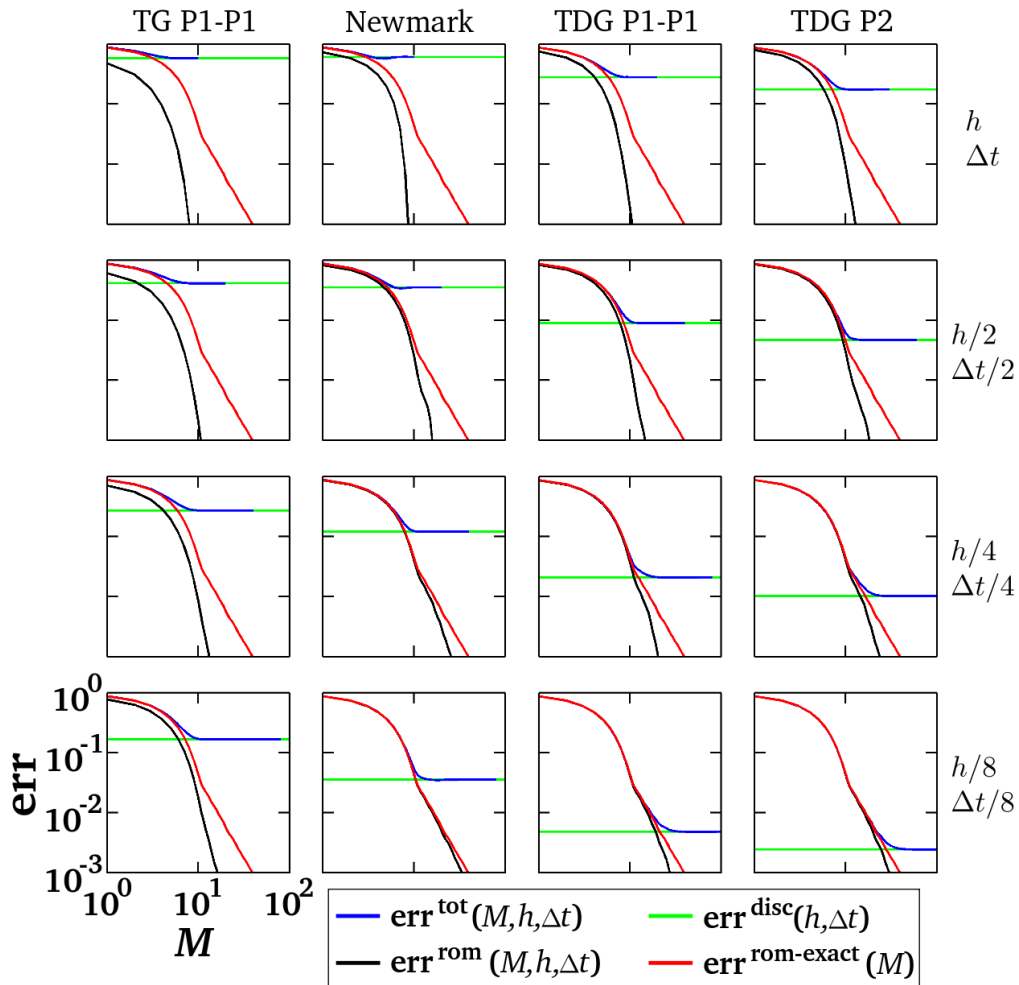 TG P1-P1 Newmark TDG P1-P1 TDG P2
h
Δt
h/2
Δt/2
h/4
Δt/4
h/8
Δt/8
err
10^0
10^-1
10^-2
10^-3
10^0 10^1 10^2
M
err^tot (M,h,Δt) err^disc (h,Δt)
err^rom (M,h,Δt) err^rom-exact (M)